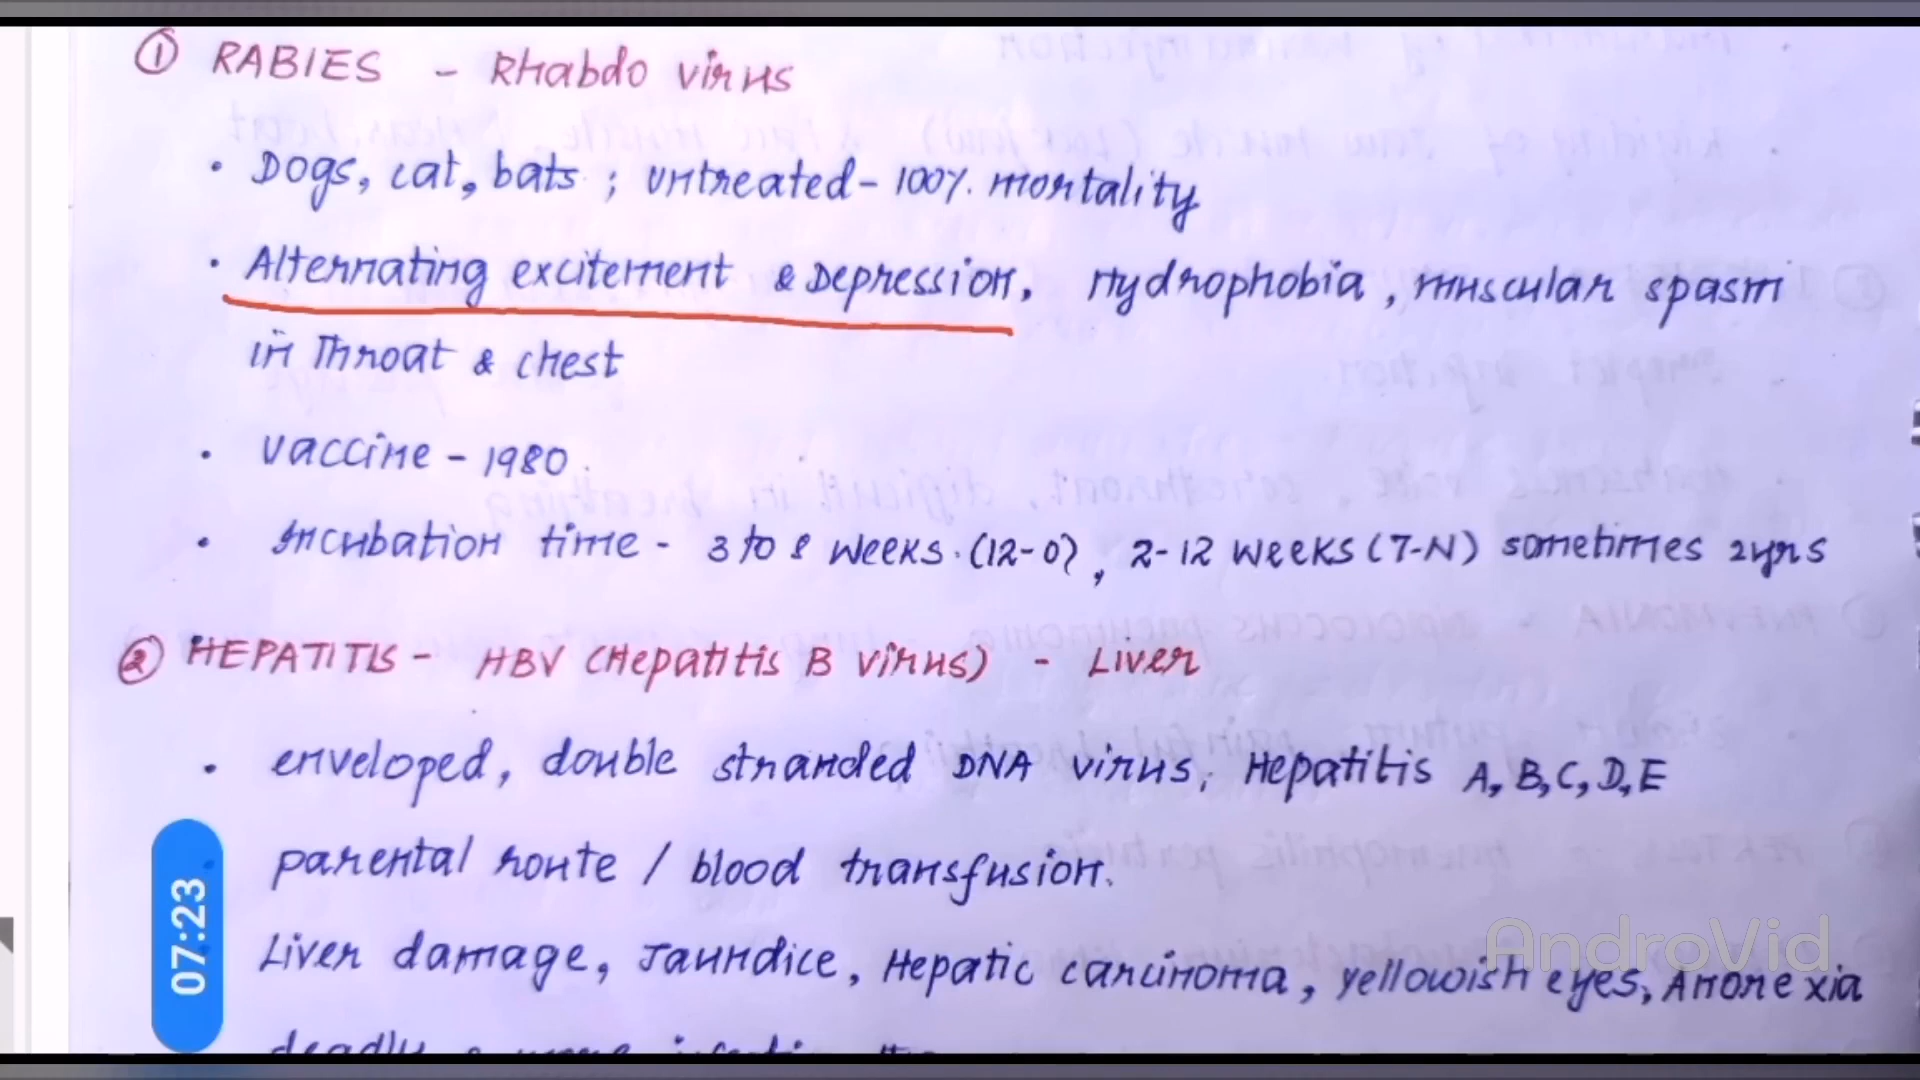 ① RABIES - Rhabdo virus
• Dogs, cat, bats ; untreated - 100% mortality
• Alternating excitement & Depression, Hydrophobia, muscular spasm
in Throat & chest
• vaccine - 1980.
• Incubation time - 3 to 8 weeks. (12-0), 2-12 weeks (7-N) sometimes 2yrs
② HEPATITIS - HBV (Hepatitis B virus) - Liver
• enveloped, double stranded DNA virus, Hepatitis A, B, C, D, E
parental route / blood transfusion.
Liver damage, Jaundice, Hepatic carcinoma, yellowish eyes, Anorexia
deadly
07:23
AndroVid